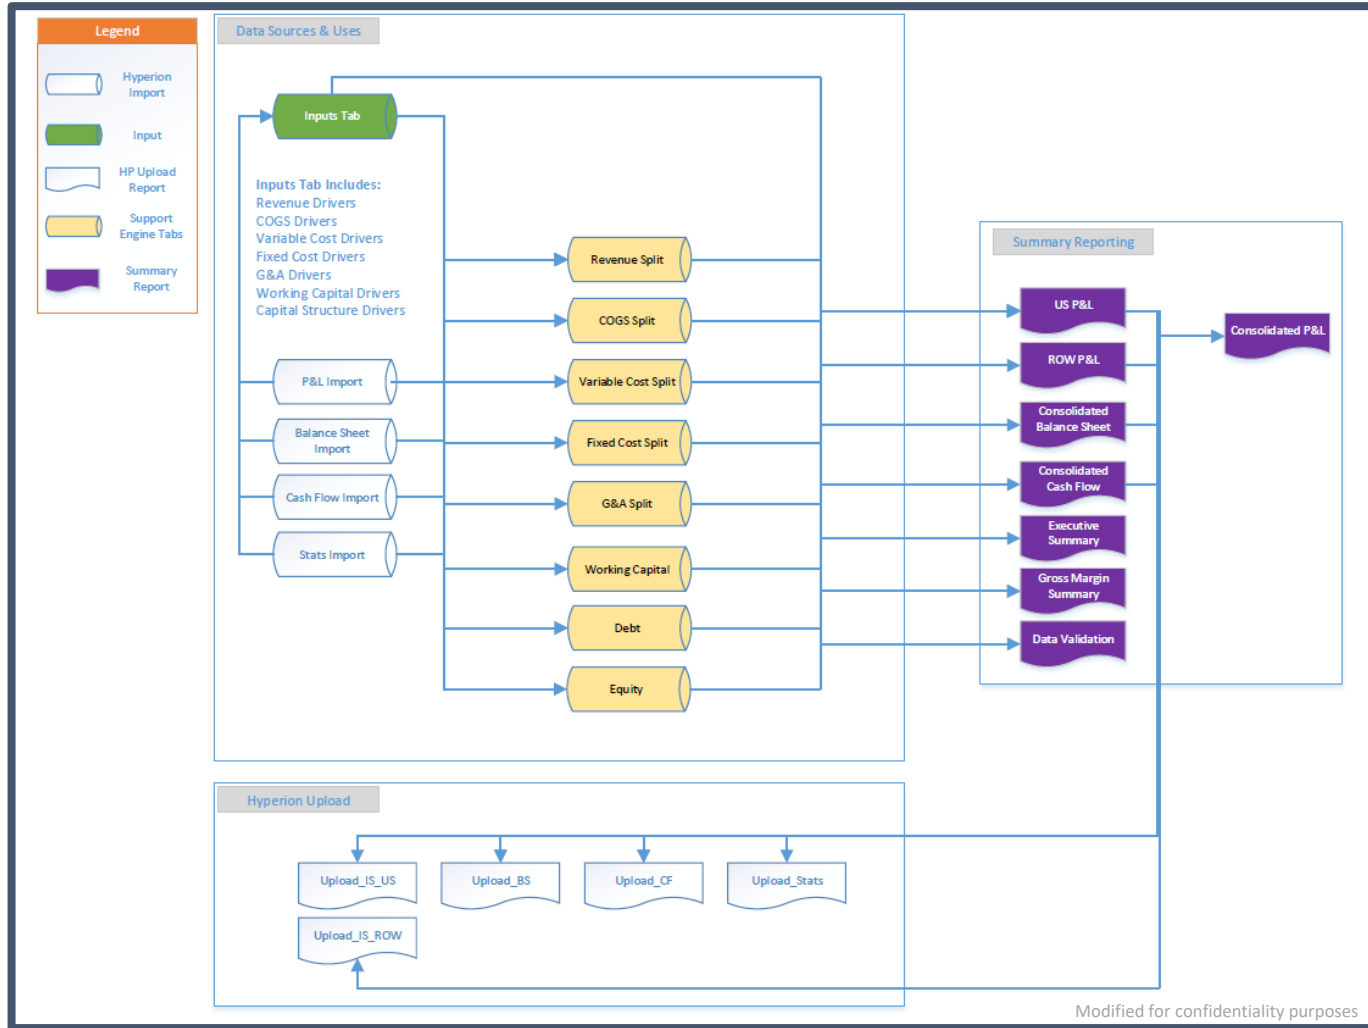 Legend
Hyperion
Import
Input
HP Upload
Report
Support
Engine Tabs
Summary
Report
Data Sources & Uses
Inputs Tab
Inputs Tab Includes:
Revenue Drivers
COGS Drivers
Variable Cost Drivers
Fixed Cost Drivers
G&A Drivers
Working Capital Drivers
Capital Structure Drivers
P&L Import
Balance Sheet
Import
Cash Flow Import
Stats Import
Revenue Split
COGS Split
Variable Cost Split
Fixed Cost Split
G&A Split
Working Capital
Debt
Equity
Summary Reporting
US P&L
ROW P&L
Consolidated
Balance Sheet
Consolidated
Cash Flow
Executive
Summary
Gross Margin
Summary
Data Validation
Consolidated P&L
Hyperion Upload
Upload_IS_US
Upload_BS
Upload_CF
Upload_Stats
Upload_IS_ROW
Modified for confidentiality purposes